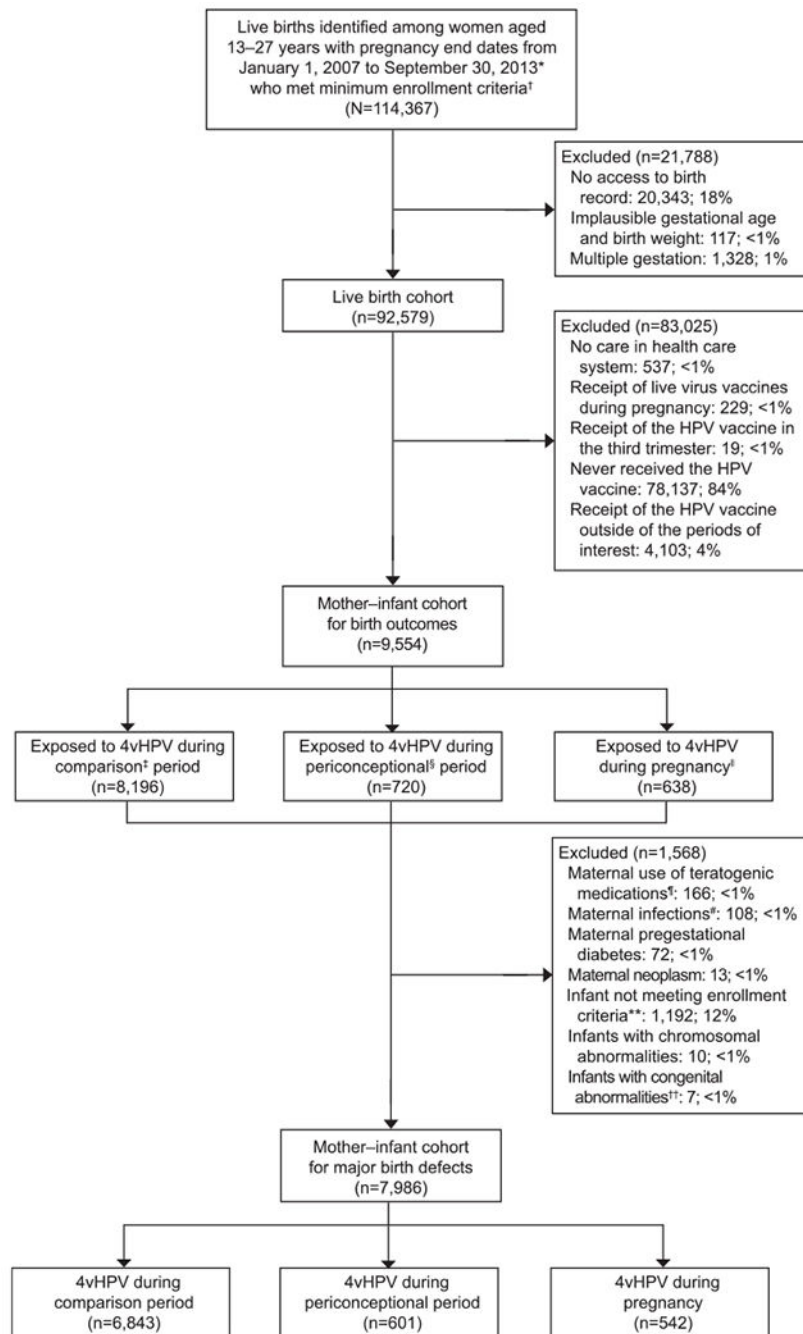 Live births identified among women aged
13–27 years with pregnancy end dates from
January 1, 2007 to September 30, 2013*
who met minimum enrollment criteria†
(N=114,367)
Excluded (n=21,788)
No access to birth
record: 20,343; 18%
Implausible gestational age
and birth weight: 117; <1%
Multiple gestation: 1,328; 1%
Live birth cohort
(n=92,579)
Excluded (n=83,025)
No care in health care
system: 537; <1%
Receipt of live virus vaccines
during pregnancy: 229; <1%
Receipt of the HPV vaccine in
the third trimester: 19; <1%
Never received the HPV
vaccine: 78,137; 84%
Receipt of the HPV vaccine
outside of the periods of
interest: 4,103; 4%
Mother–infant cohort
for birth outcomes
(n=9,554)
Exposed to 4vHPV during
comparison‡ period
(n=8,196)
Exposed to 4vHPV during
periconceptional§ period
(n=720)
Exposed to 4vHPV
during pregnancy‖
(n=638)
Excluded (n=1,568)
Maternal use of teratogenic
medications¶: 166; <1%
Maternal infections#: 108; <1%
Maternal pregestational
diabetes: 72; <1%
Maternal neoplasm: 13; <1%
Infant not meeting enrollment
criteria**: 1,192; 12%
Infants with chromosomal
abnormalities: 10; <1%
Infants with congenital
abnormalities††: 7; <1%
Mother–infant cohort
for major birth defects
(n=7,986)
4vHPV during
comparison period
(n=6,843)
4vHPV during
periconceptional period
(n=601)
4vHPV during
pregnancy
(n=542)